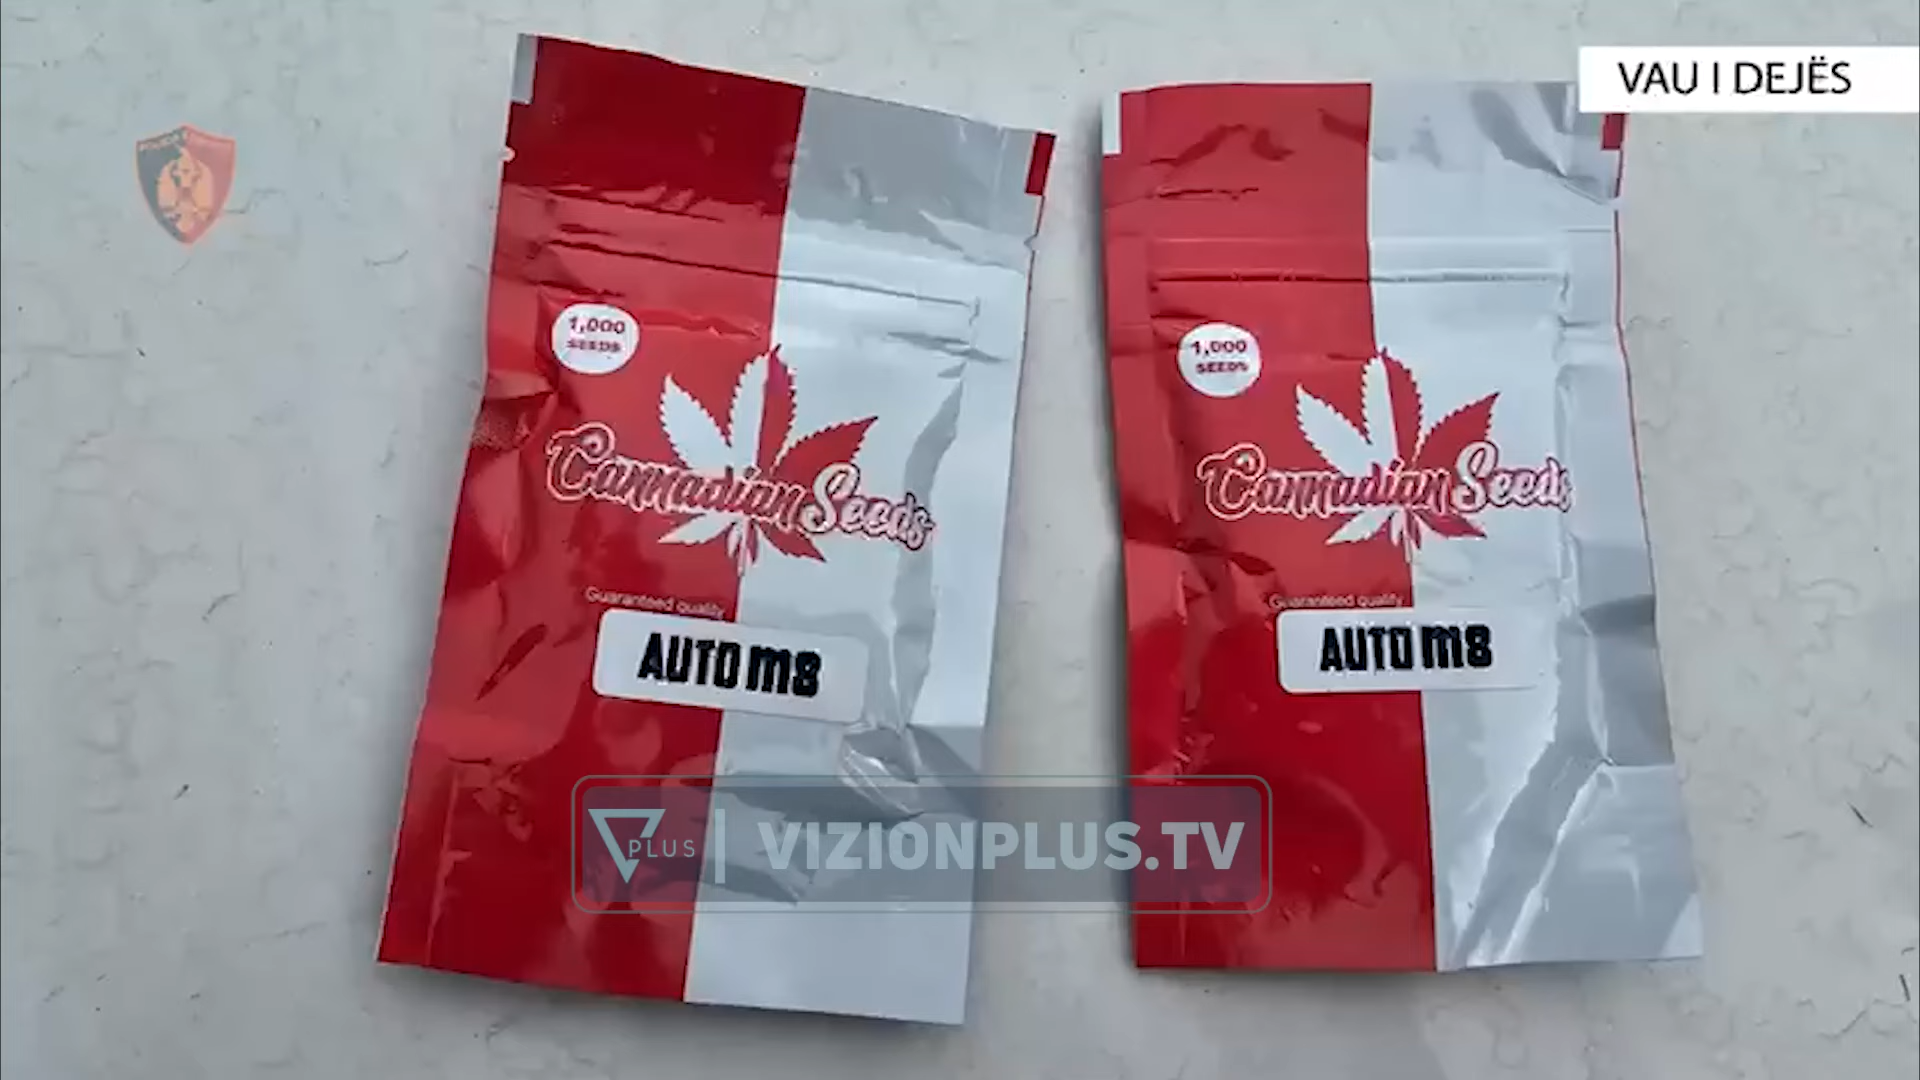 VAU I DEJËS
1,000
SEEDS
Cannadian Seeds
Guaranteed quality
AUTO m8
1,000
SEEDS
Cannadian Seeds
Guaranteed quality
AUTO m8
PLUS | VIZIONPLUS.TV